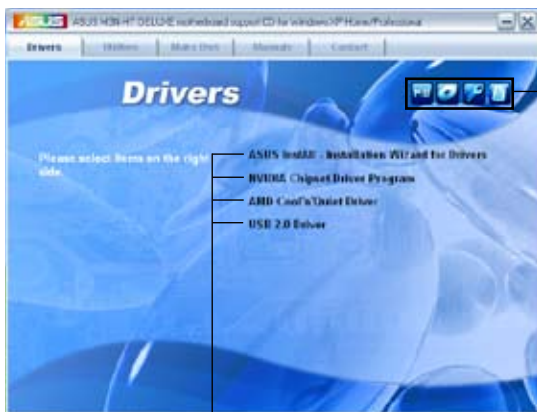 ASUS M3N-HT DELUXE motherboard support CD for Windows XP Home/Professional
Drivers Utilities Make Disk Manuals Contact
Drivers
Please select items on the right side.
ASUS InstAll - Installation Wizard for Drivers
NVIDIA Chipset Driver Program
AMD Cool'n'Quiet Driver
USB 2.0 Driver